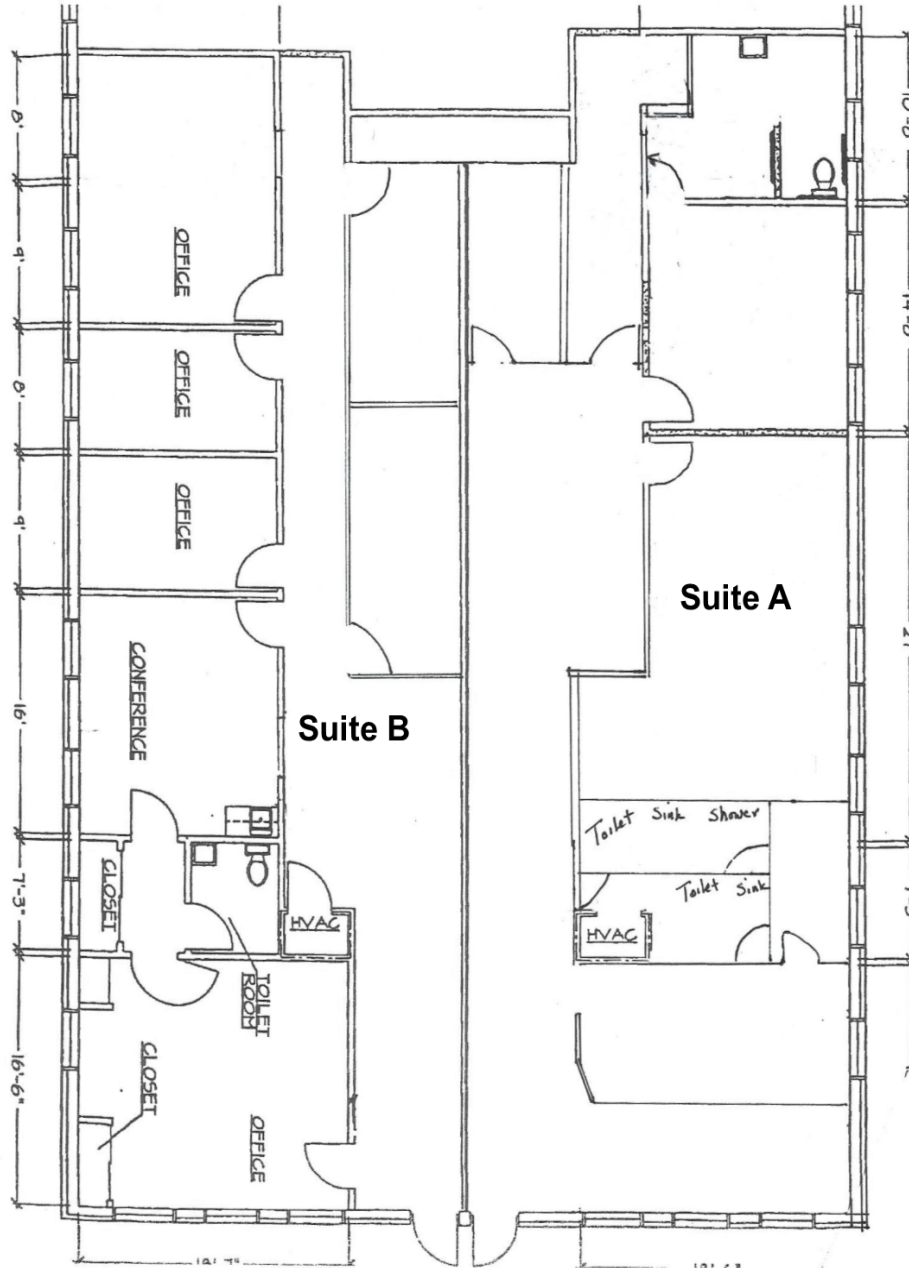 8'
9'
8'
9'
16'
7'-3"
16'-6"
OFFICE
OFFICE
OFFICE
CONFERENCE
CLOSET
TOILET
ROOM
CLOSET
OFFICE
HVAC
Suite B
Suite A
Toilet Sink Shower
Toilet Sink
HVAC